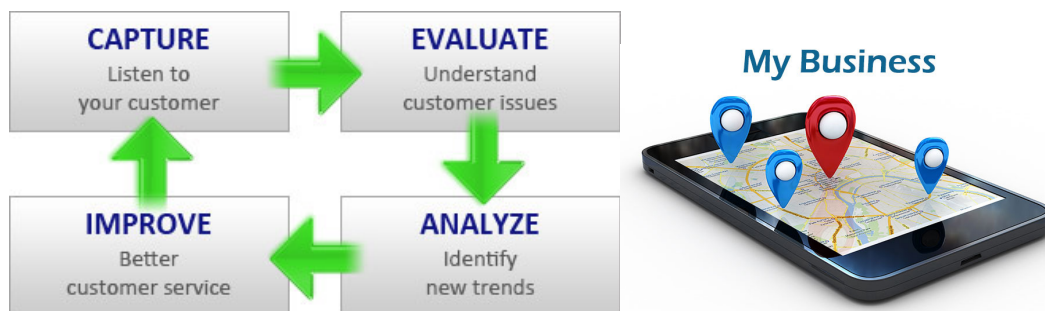 CAPTURE
Listen to
your customer
EVALUATE
Understand
customer issues
IMPROVE
Better
customer service
ANALYZE
Identify
new trends
My Business